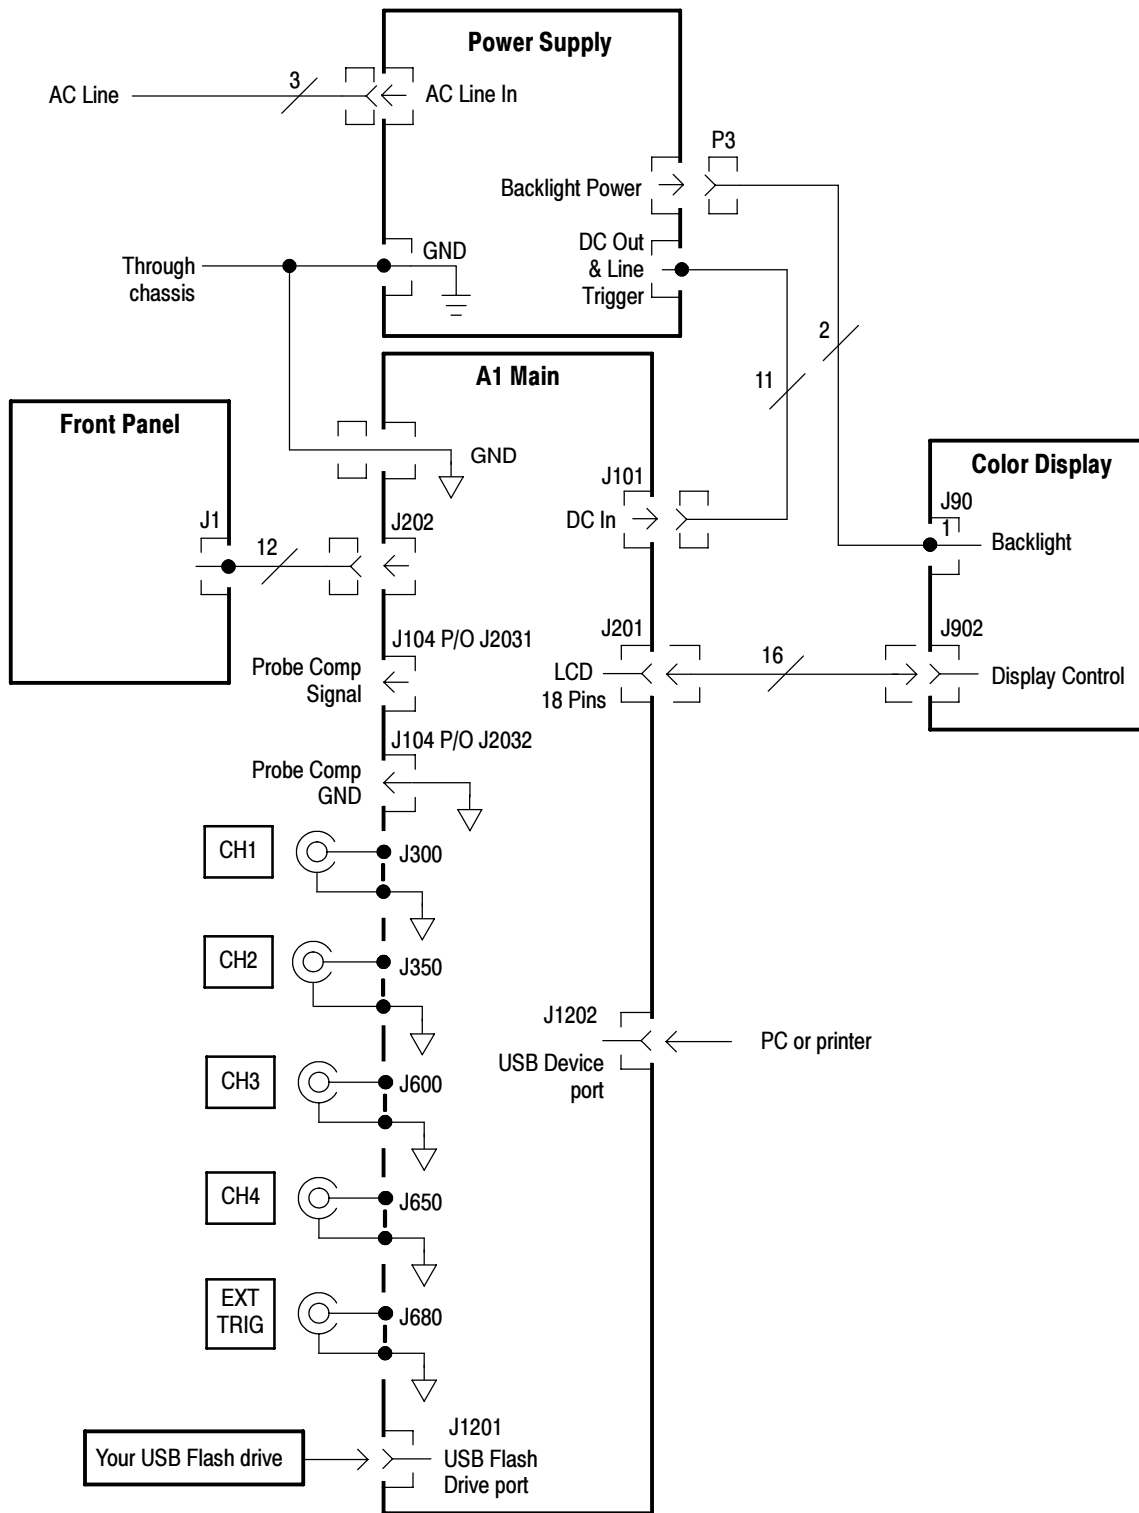 Power Supply
3
AC Line
AC Line In
P3
Backlight Power
GND
DC Out
& Line
Trigger
Through
chassis
2
11
A1 Main
Front Panel
GND
Color Display
J101
DC In
J90
1
Backlight
J1
12
J202
J104 P/O J2031
Probe Comp
Signal
J201
LCD
18 Pins
16
J902
Display Control
J104 P/O J2032
Probe Comp
GND
CH1
J300
CH2
J350
J1202
USB Device
port
PC or printer
CH3
J600
CH4
J650
EXT
TRIG
J680
J1201
Your USB Flash drive
USB Flash
Drive port